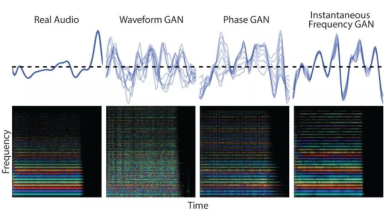 Real Audio
Waveform GAN
Phase GAN
Instantaneous
Frequency GAN
Frequency
Time